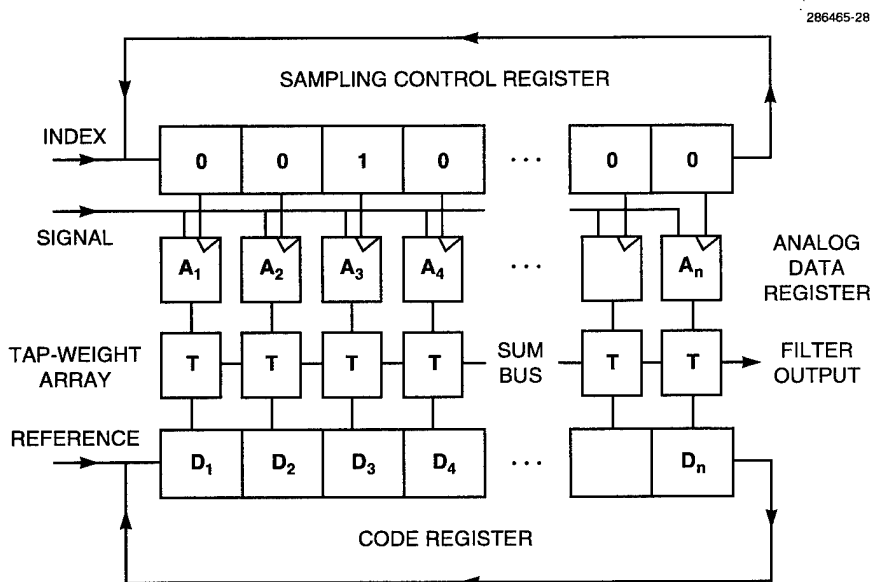 286465-28
SAMPLING CONTROL REGISTER
INDEX
0 0 1 0 ... 0 0
SIGNAL
A1 A2 A3 A4 ... An
ANALOG
DATA
REGISTER
TAP-WEIGHT
ARRAY
T T T T
SUM
BUS
T T
FILTER
OUTPUT
REFERENCE
D1 D2 D3 D4 ... Dn
CODE REGISTER